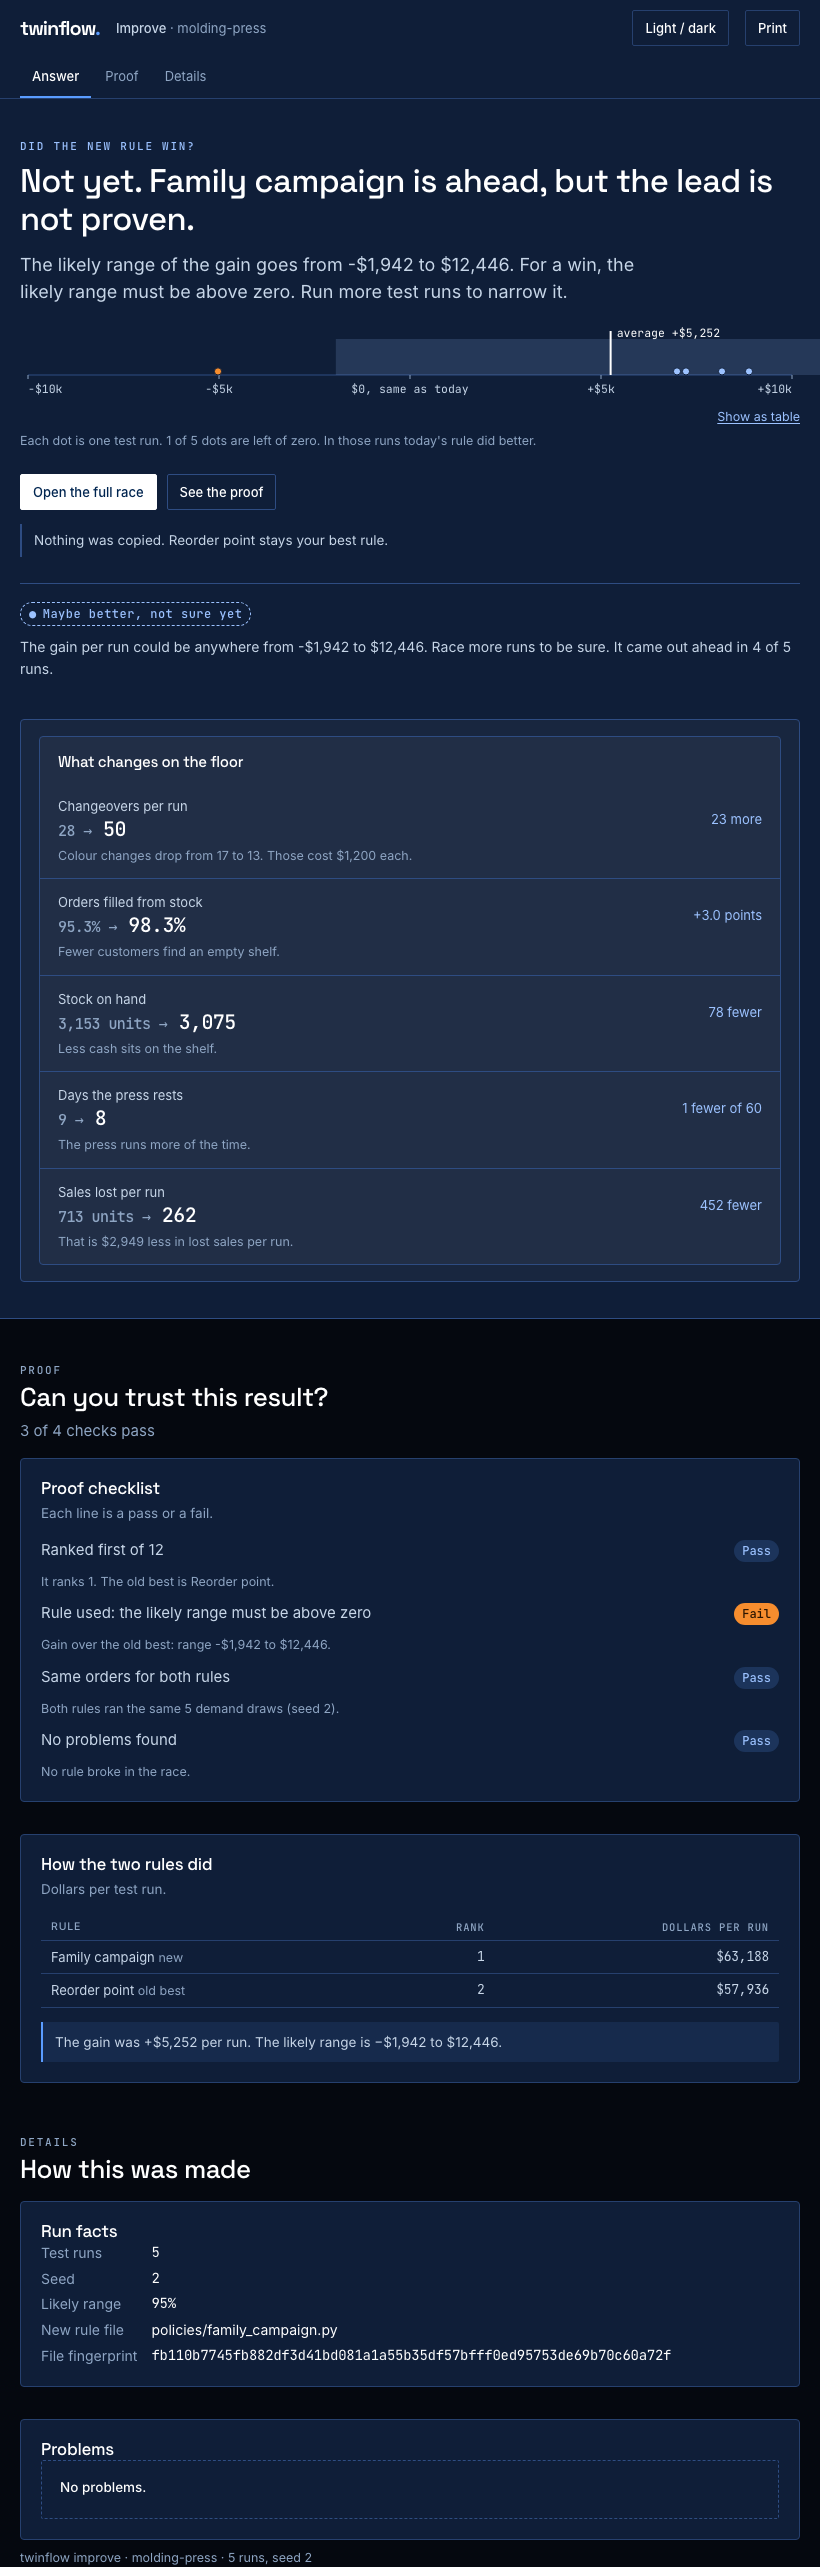 twinflow.
Improve · molding-press
Light / dark
Print
Answer
Proof
Details
DID THE NEW RULE WIN?
Not yet. Family campaign is ahead, but the lead is
not proven.
The likely range of the gain goes from -$1,942 to $12,446. For a win, the
likely range must be above zero. Run more test runs to narrow it.
average +$5,252
-$10k
-$5k
$0, same as today
+$5k
+$10k
Show as table
Each dot is one test run. 1 of 5 dots are left of zero. In those runs today's rule did better.
Open the full race
See the proof
Nothing was copied. Reorder point stays your best rule.
Maybe better, not sure yet
The gain per run could be anywhere from -$1,942 to $12,446. Race more runs to be sure. It came out ahead in 4 of 5
runs.
What changes on the floor
Changeovers per run
28 → 50
23 more
Colour changes drop from 17 to 13. Those cost $1,200 each.
Orders filled from stock
95.3% → 98.3%
+3.0 points
Fewer customers find an empty shelf.
Stock on hand
3,153 units → 3,075
78 fewer
Less cash sits on the shelf.
Days the press rests
9 → 8
1 fewer of 60
The press runs more of the time.
Sales lost per run
713 units → 262
452 fewer
That is $2,949 less in lost sales per run.
PROOF
Can you trust this result?
3 of 4 checks pass
Proof checklist
Each line is a pass or a fail.
Ranked first of 12
Pass
It ranks 1. The old best is Reorder point.
Rule used: the likely range must be above zero
Fail
Gain over the old best: range -$1,942 to $12,446.
Same orders for both rules
Pass
Both rules ran the same 5 demand draws (seed 2).
No problems found
Pass
No rule broke in the race.
How the two rules did
Dollars per test run.
RULE RANK DOLLARS PER RUN
Family campaign new 1 $63,188
Reorder point old best 2 $57,936
The gain was +$5,252 per run. The likely range is −$1,942 to $12,446.
DETAILS
How this was made
Run facts
Test runs 5
Seed 2
Likely range 95%
New rule file policies/family_campaign.py
File fingerprint fb110b7745fb882df3d41bd081a1a55b35df57bfff0ed95753de69b70c60a72f
Problems
No problems.
twinflow improve · molding-press · 5 runs, seed 2